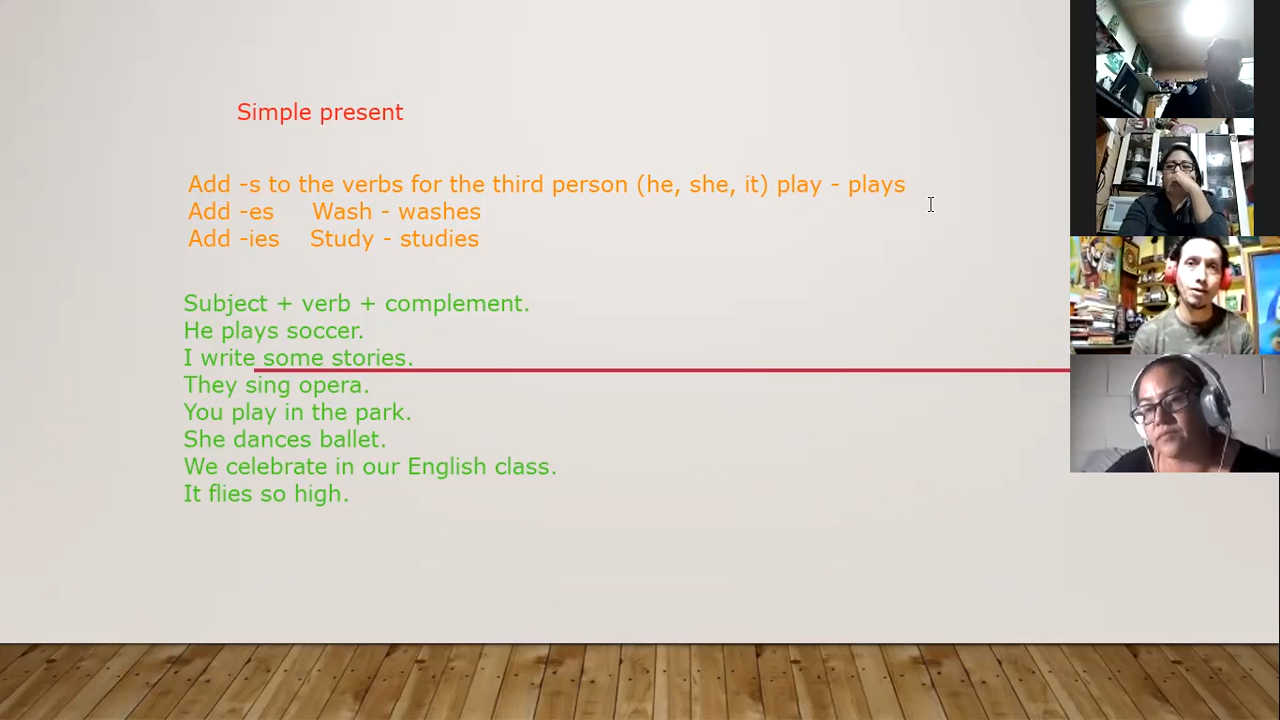 Simple present
Add -s to the verbs for the third person (he, she, it) play - plays
Add -es Wash - washes
Add -ies Study - studies
Subject + verb + complement.
He plays soccer.
I write some stories.
They sing opera.
You play in the park.
She dances ballet.
We celebrate in our English class.
It flies so high.